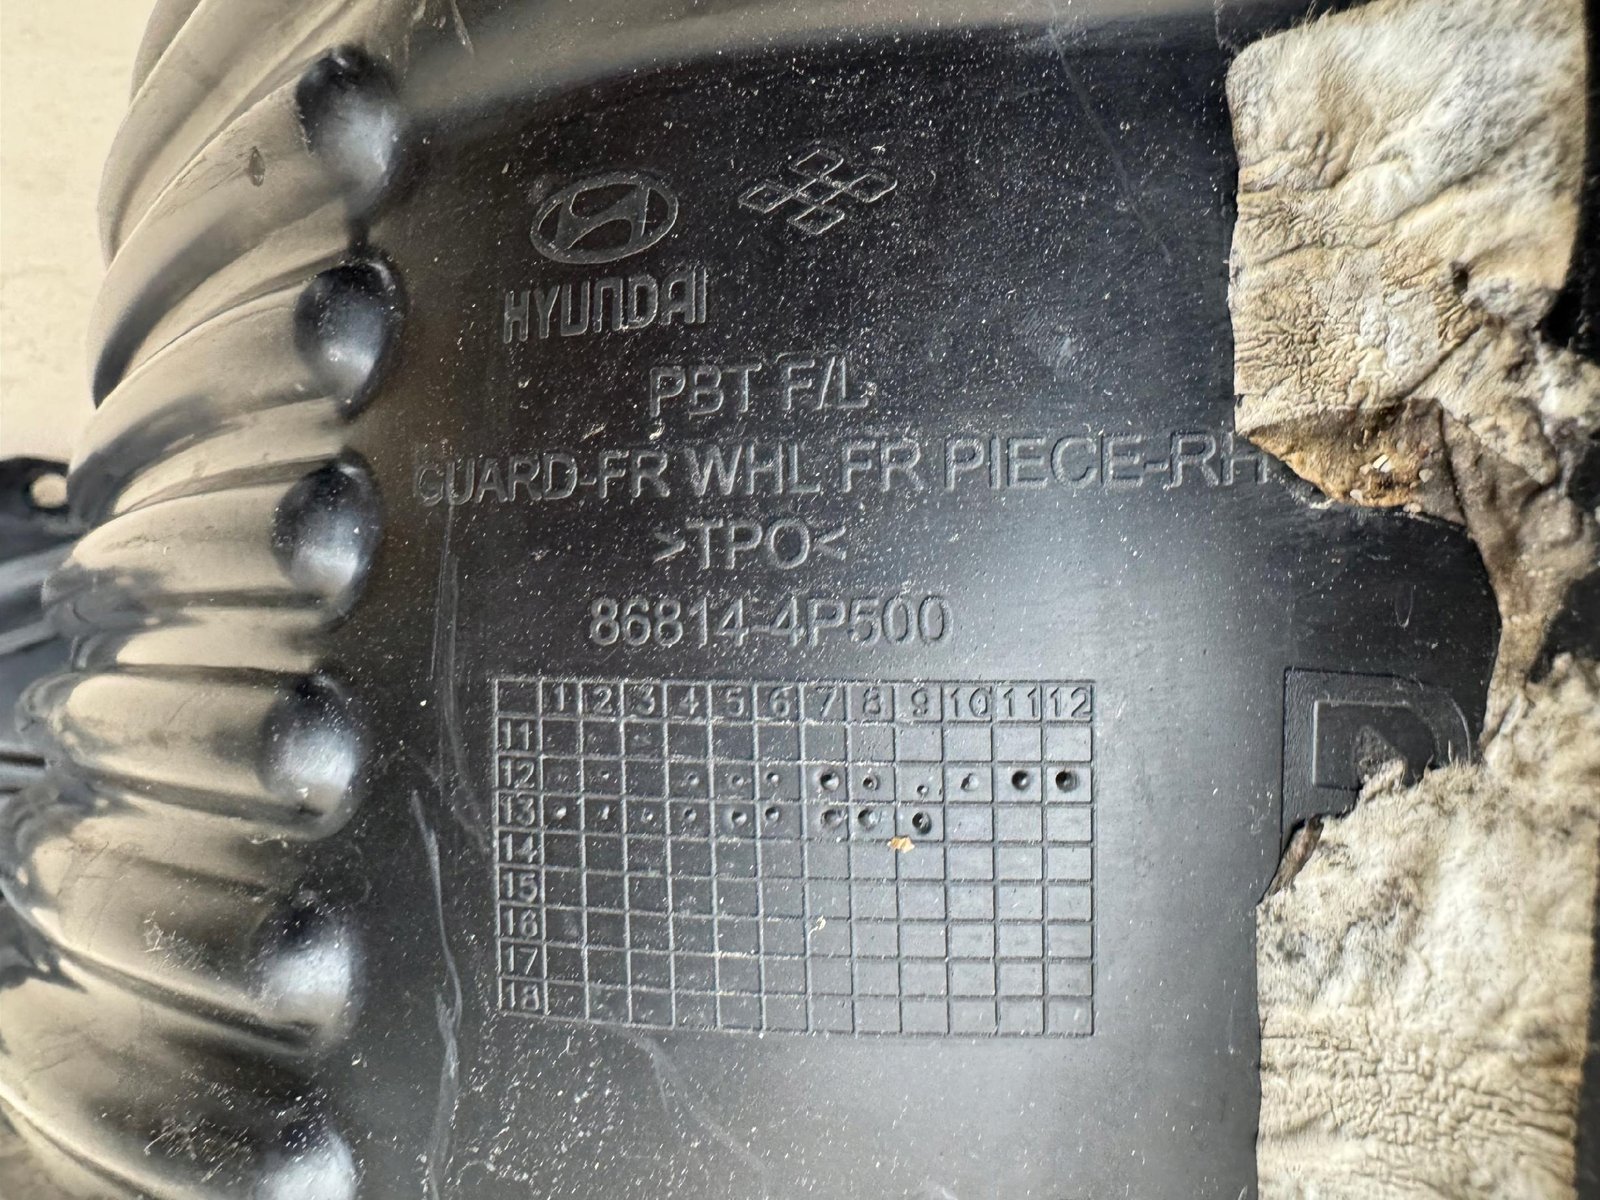 HYUNDAI
PBT F/L
GUARD-FR WHL FR PIECE-RH
>TPO<
86814-4P500
1 2 3 4 5 6 7 8 9 10 11 12
11
12
13
14
15
16
17
18